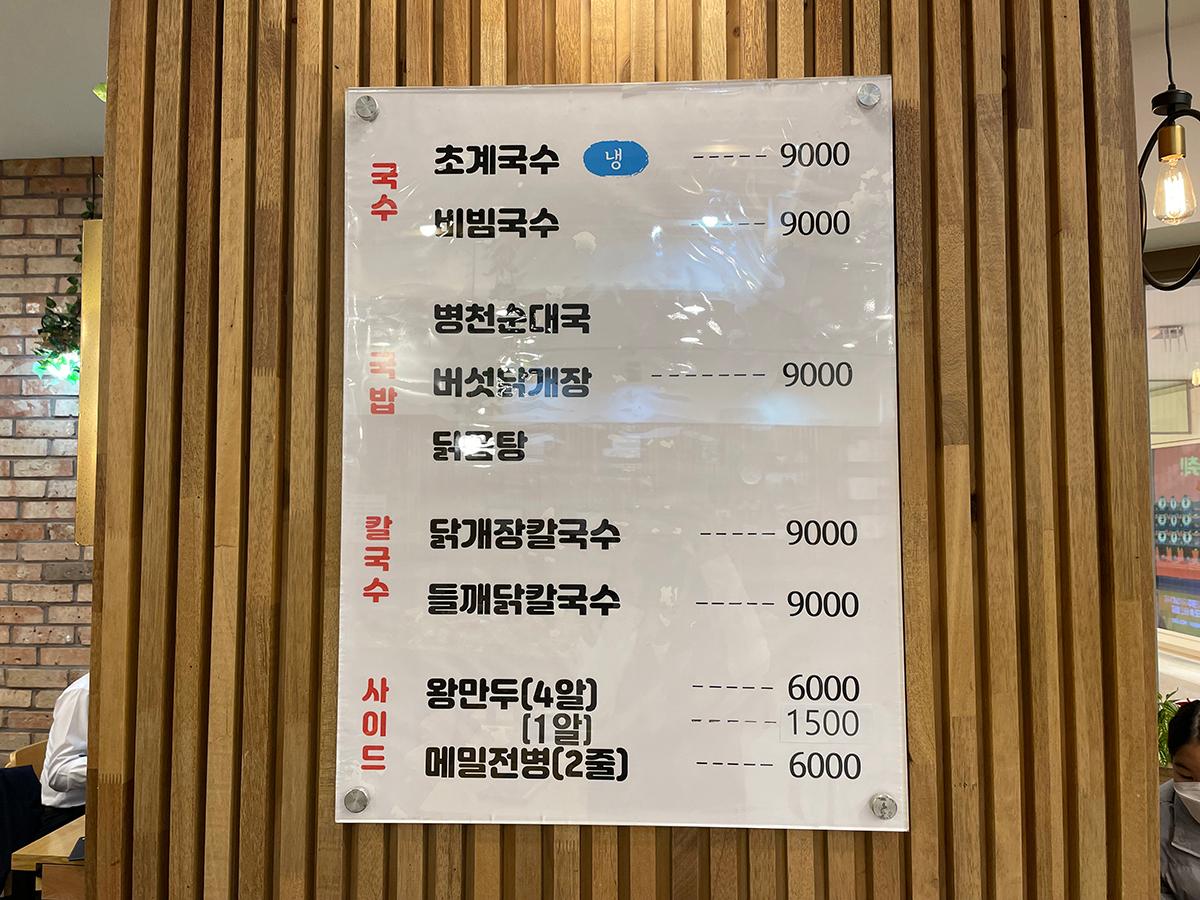 국수
초계국수 냉 ----- 9000
비빔국수 ----- 9000
국밥
병천순대국
버섯닭개장 ------- 9000
닭곰탕
칼국수
닭개장칼국수 ----- 9000
들깨닭칼국수 ----- 9000
사이드
왕만두(4알) ----- 6000
(1알) ----- 1500
메밀전병(2줄) ----- 6000